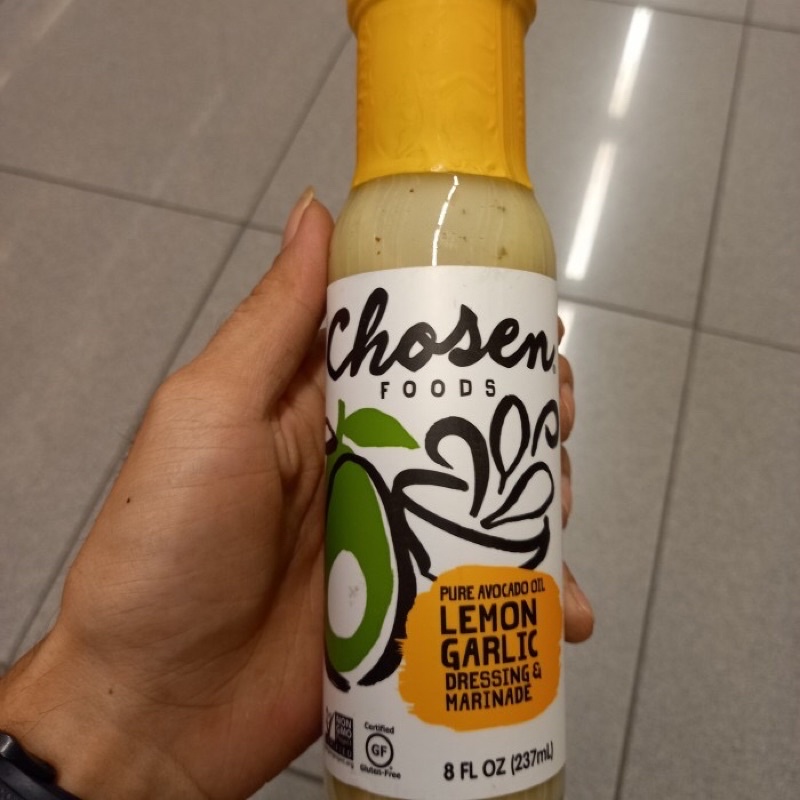 Chosen
FOODS
PURE AVOCADO OIL
LEMON
GARLIC
DRESSING &
MARINADE
NON
GMO
Certified
GF
Gluten-Free
8 FL OZ (237mL)